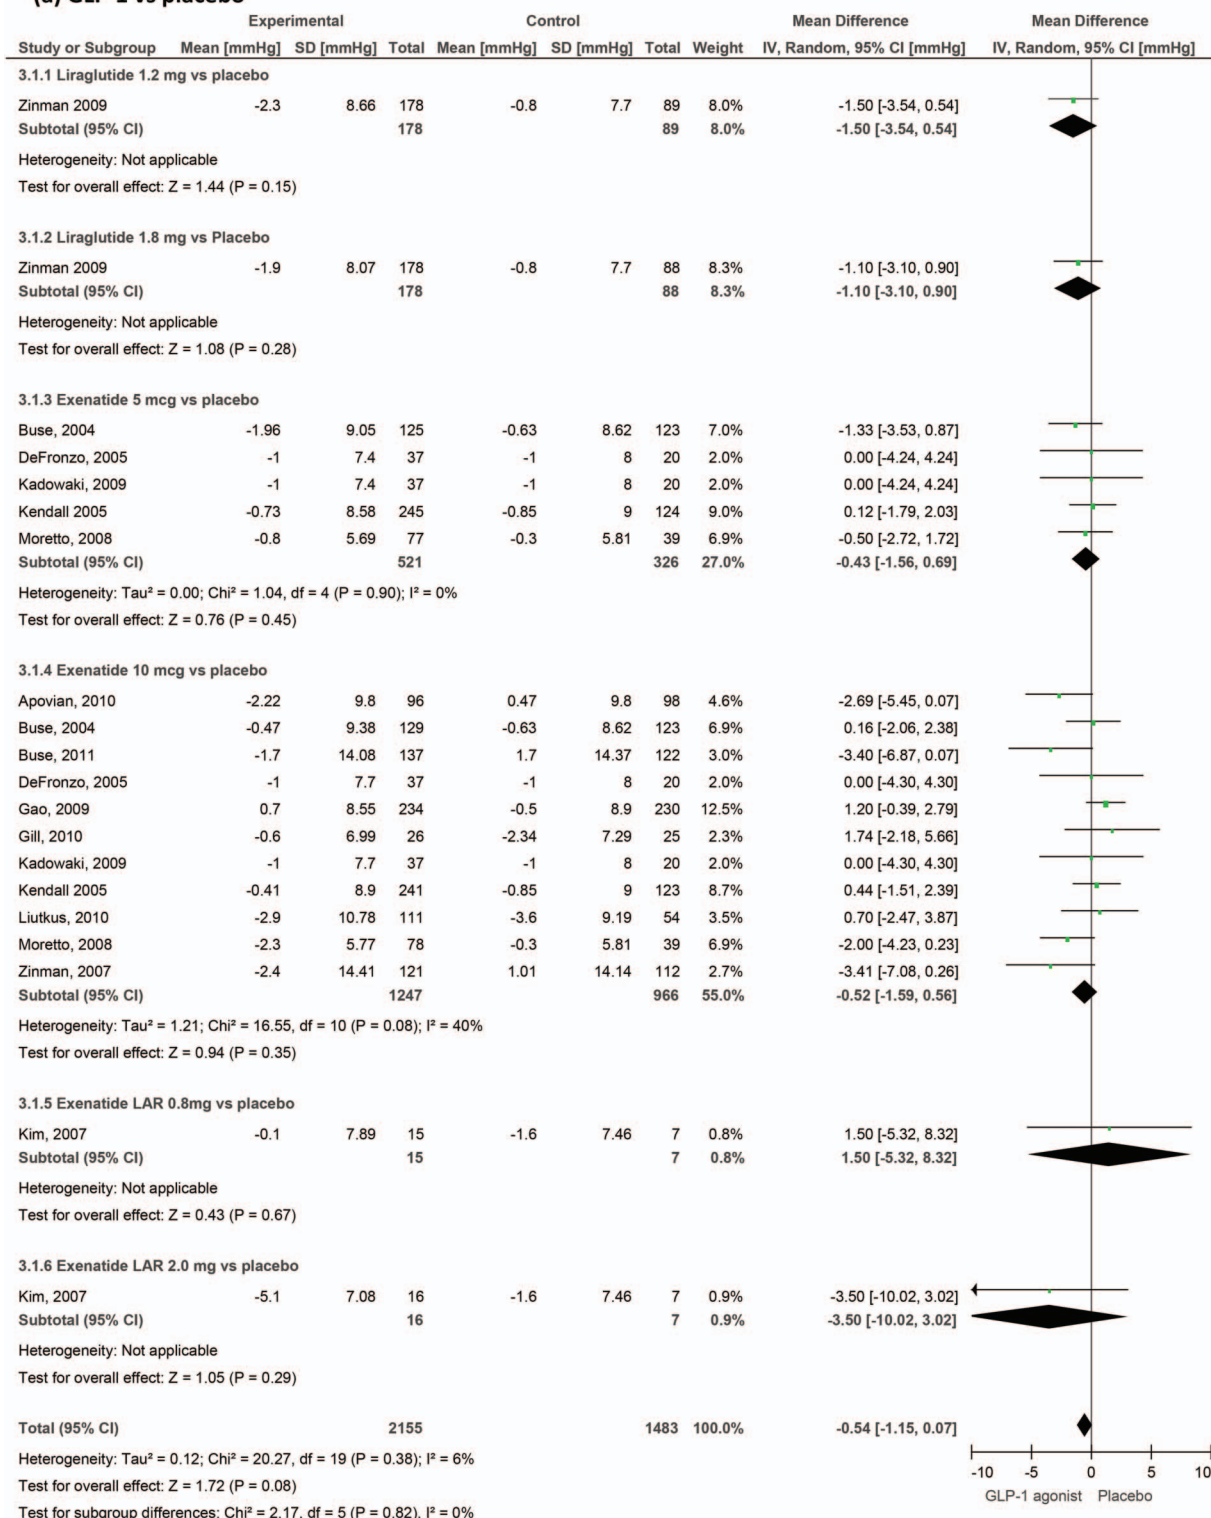 (a) GLP-1 vs placebo
Experimental Control Mean Difference Mean Difference
Study or Subgroup Mean [mmHg] SD [mmHg] Total Mean [mmHg] SD [mmHg] Total Weight IV, Random, 95% CI [mmHg] IV, Random, 95% CI [mmHg]
3.1.1 Liraglutide 1.2 mg vs placebo
Zinman 2009 -2.3 8.66 178 -0.8 7.7 89 8.0% -1.50 [-3.54, 0.54]
Subtotal (95% CI) 178 89 8.0% -1.50 [-3.54, 0.54]
Heterogeneity: Not applicable
Test for overall effect: Z = 1.44 (P = 0.15)
3.1.2 Liraglutide 1.8 mg vs Placebo
Zinman 2009 -1.9 8.07 178 -0.8 7.7 88 8.3% -1.10 [-3.10, 0.90]
Subtotal (95% CI) 178 88 8.3% -1.10 [-3.10, 0.90]
Heterogeneity: Not applicable
Test for overall effect: Z = 1.08 (P = 0.28)
3.1.3 Exenatide 5 mcg vs placebo
Buse, 2004 -1.96 9.05 125 -0.63 8.62 123 7.0% -1.33 [-3.53, 0.87]
DeFronzo, 2005 -1 7.4 37 -1 8 20 2.0% 0.00 [-4.24, 4.24]
Kadowaki, 2009 -1 7.4 37 -1 8 20 2.0% 0.00 [-4.24, 4.24]
Kendall 2005 -0.73 8.58 245 -0.85 9 124 9.0% 0.12 [-1.79, 2.03]
Moretto, 2008 -0.8 5.69 77 -0.3 5.81 39 6.9% -0.50 [-2.72, 1.72]
Subtotal (95% CI) 521 326 27.0% -0.43 [-1.56, 0.69]
Heterogeneity: Tau² = 0.00; Chi² = 1.04, df = 4 (P = 0.90); I² = 0%
Test for overall effect: Z = 0.76 (P = 0.45)
3.1.4 Exenatide 10 mcg vs placebo
Apovian, 2010 -2.22 9.8 96 0.47 9.8 98 4.6% -2.69 [-5.45, 0.07]
Buse, 2004 -0.47 9.38 129 -0.63 8.62 123 6.9% 0.16 [-2.06, 2.38]
Buse, 2011 -1.7 14.08 137 1.7 14.37 122 3.0% -3.40 [-6.87, 0.07]
DeFronzo, 2005 -1 7.7 37 -1 8 20 2.0% 0.00 [-4.30, 4.30]
Gao, 2009 0.7 8.55 234 -0.5 8.9 230 12.5% 1.20 [-0.39, 2.79]
Gill, 2010 -0.6 6.99 26 -2.34 7.29 25 2.3% 1.74 [-2.18, 5.66]
Kadowaki, 2009 -1 7.7 37 -1 8 20 2.0% 0.00 [-4.30, 4.30]
Kendall 2005 -0.41 8.9 241 -0.85 9 123 8.7% 0.44 [-1.51, 2.39]
Liutkus, 2010 -2.9 10.78 111 -3.6 9.19 54 3.5% 0.70 [-2.47, 3.87]
Moretto, 2008 -2.3 5.77 78 -0.3 5.81 39 6.9% -2.00 [-4.23, 0.23]
Zinman, 2007 -2.4 14.41 121 1.01 14.14 112 2.7% -3.41 [-7.08, 0.26]
Subtotal (95% CI) 1247 966 55.0% -0.52 [-1.59, 0.56]
Heterogeneity: Tau² = 1.21; Chi² = 16.55, df = 10 (P = 0.08); I² = 40%
Test for overall effect: Z = 0.94 (P = 0.35)
3.1.5 Exenatide LAR 0.8mg vs placebo
Kim, 2007 -0.1 7.89 15 -1.6 7.46 7 0.8% 1.50 [-5.32, 8.32]
Subtotal (95% CI) 15 7 0.8% 1.50 [-5.32, 8.32]
Heterogeneity: Not applicable
Test for overall effect: Z = 0.43 (P = 0.67)
3.1.6 Exenatide LAR 2.0 mg vs placebo
Kim, 2007 -5.1 7.08 16 -1.6 7.46 7 0.9% -3.50 [-10.02, 3.02]
Subtotal (95% CI) 16 7 0.9% -3.50 [-10.02, 3.02]
Heterogeneity: Not applicable
Test for overall effect: Z = 1.05 (P = 0.29)
Total (95% CI) 2155 1483 100.0% -0.54 [-1.15, 0.07]
Heterogeneity: Tau² = 0.12; Chi² = 20.27, df = 19 (P = 0.38); I² = 6%
Test for overall effect: Z = 1.72 (P = 0.08)
Test for subgroup differences: Chi² = 2.17, df = 5 (P = 0.82), I² = 0%
-10 -5 0 5 10
GLP-1 agonist Placebo